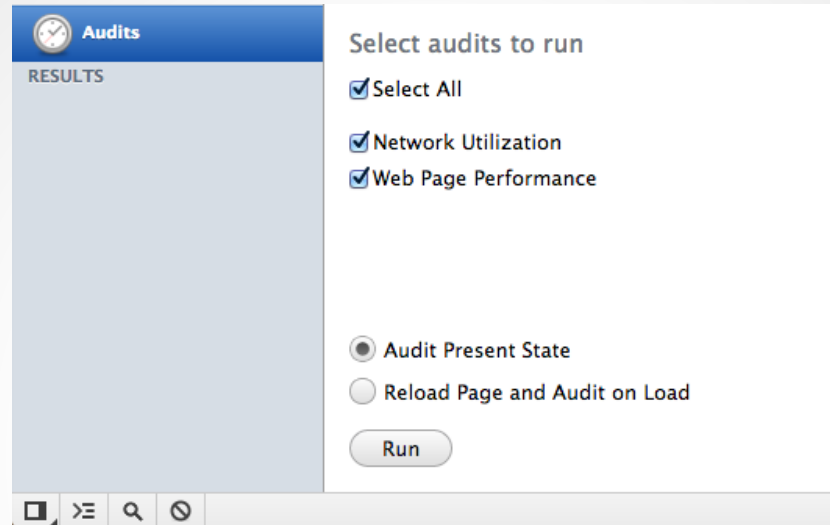 Audits
RESULTS
Select audits to run
Select All
Network Utilization
Web Page Performance
Audit Present State
Reload Page and Audit on Load
Run